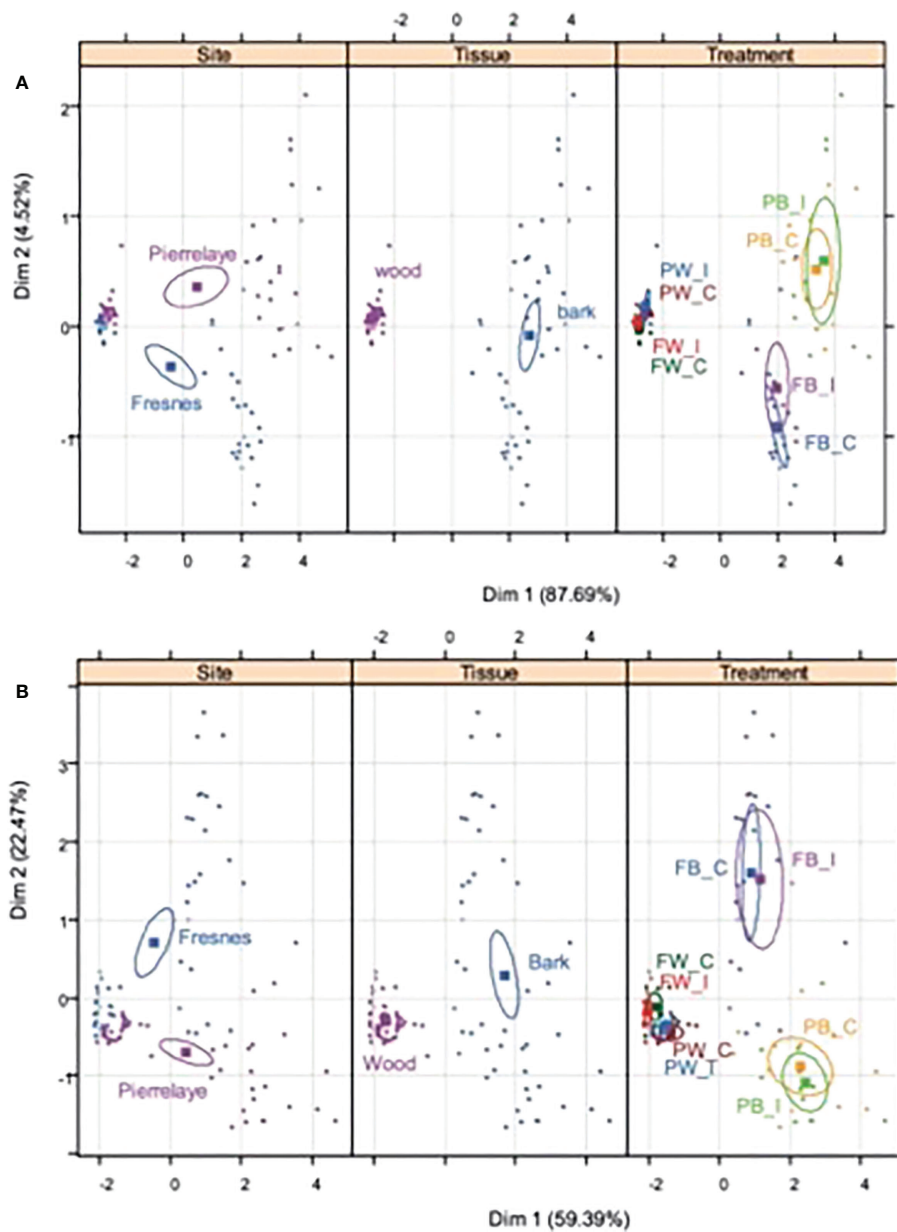 -2 0 2 4
A
Site Tissue Treatment
2
1
0
-1
Dim 2 (4.52%)
Pierrelaye
Fresnes
wood
bark
PB_I
PB_C
PW_I
PW_C
FW_I
FW_C
FB_I
FB_C
-2 0 2 4 -2 0 2 4
Dim 1 (87.69%)
-2 0 2 4
B
Site Tissue Treatment
3
2
1
0
-1
Dim 2 (22.47%)
Fresnes
Pierrelaye
Bark
Wood
FB_C
FB_I
FW_C
FW_I
PW_C
PW_I
PB_C
PB_I
-2 0 2 4 -2 0 2 4
Dim 1 (59.39%)